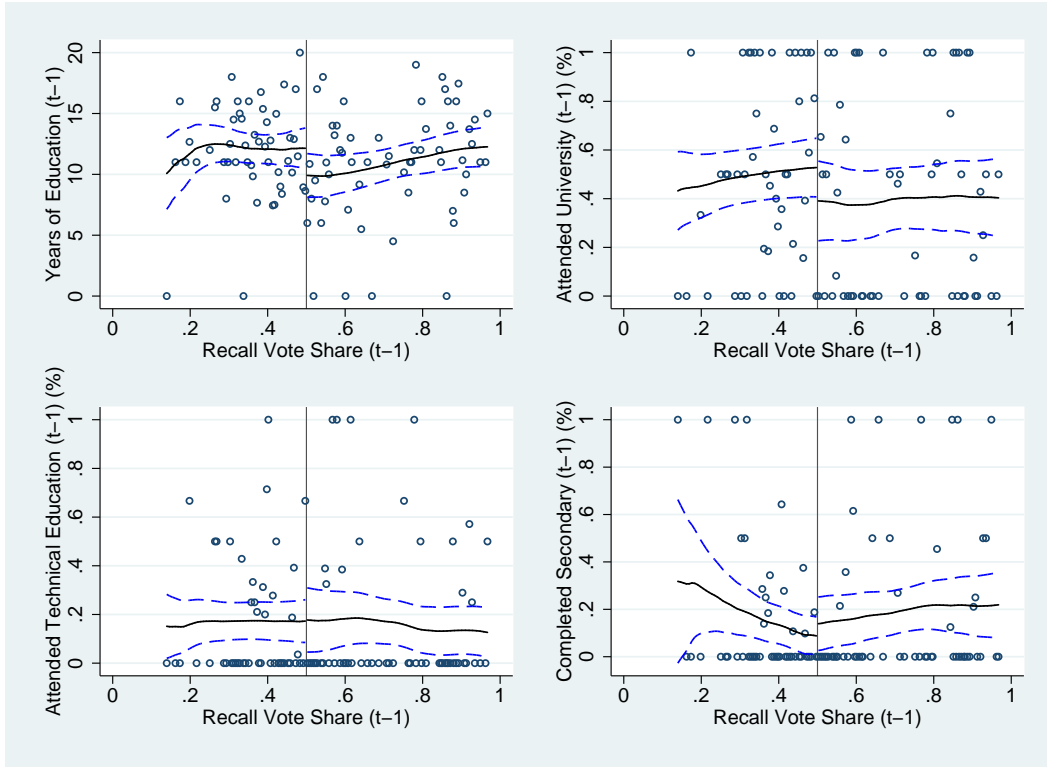 Years of Education (t−1)
20
15
10
5
0
0 .2 .4 .6 .8 1
Recall Vote Share (t−1)
Attended University (t−1) (%)
1
.8
.6
.4
.2
0
0 .2 .4 .6 .8 1
Recall Vote Share (t−1)
Attended Technical Education (t−1) (%)
1
.8
.6
.4
.2
0
0 .2 .4 .6 .8 1
Recall Vote Share (t−1)
Completed Secondary (t−1) (%)
1
.8
.6
.4
.2
0
0 .2 .4 .6 .8 1
Recall Vote Share (t−1)